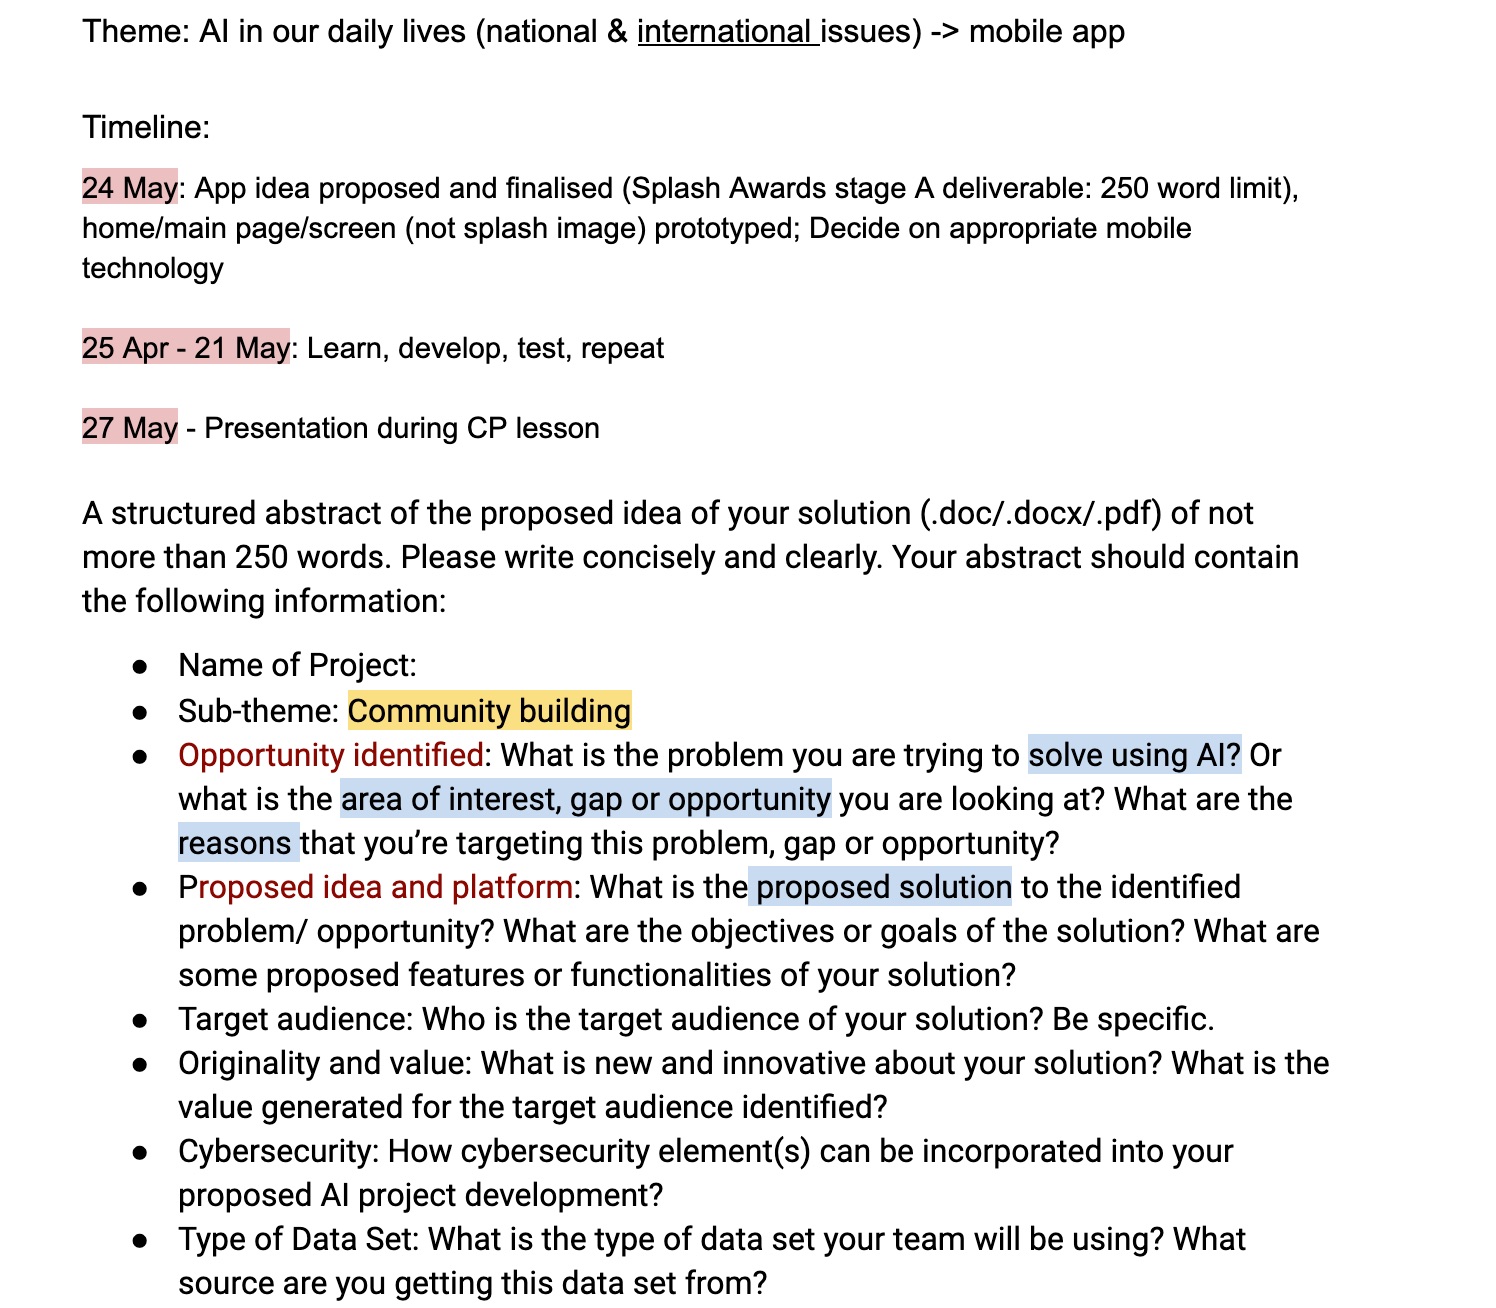 Theme: AI in our daily lives (national & international issues) -> mobile app
Timeline:
24 May: App idea proposed and finalised (Splash Awards stage A deliverable: 250 word limit),
home/main page/screen (not splash image) prototyped; Decide on appropriate mobile
technology
25 Apr - 21 May: Learn, develop, test, repeat
27 May - Presentation during CP lesson
A structured abstract of the proposed idea of your solution (.doc/.docx/.pdf) of not
more than 250 words. Please write concisely and clearly. Your abstract should contain
the following information:
● Name of Project:
● Sub-theme: Community building
● Opportunity identified: What is the problem you are trying to solve using AI? Or
what is the area of interest, gap or opportunity you are looking at? What are the
reasons that you’re targeting this problem, gap or opportunity?
● Proposed idea and platform: What is the proposed solution to the identified
problem/ opportunity? What are the objectives or goals of the solution? What are
some proposed features or functionalities of your solution?
● Target audience: Who is the target audience of your solution? Be specific.
● Originality and value: What is new and innovative about your solution? What is the
value generated for the target audience identified?
● Cybersecurity: How cybersecurity element(s) can be incorporated into your
proposed AI project development?
● Type of Data Set: What is the type of data set your team will be using? What
source are you getting this data set from?